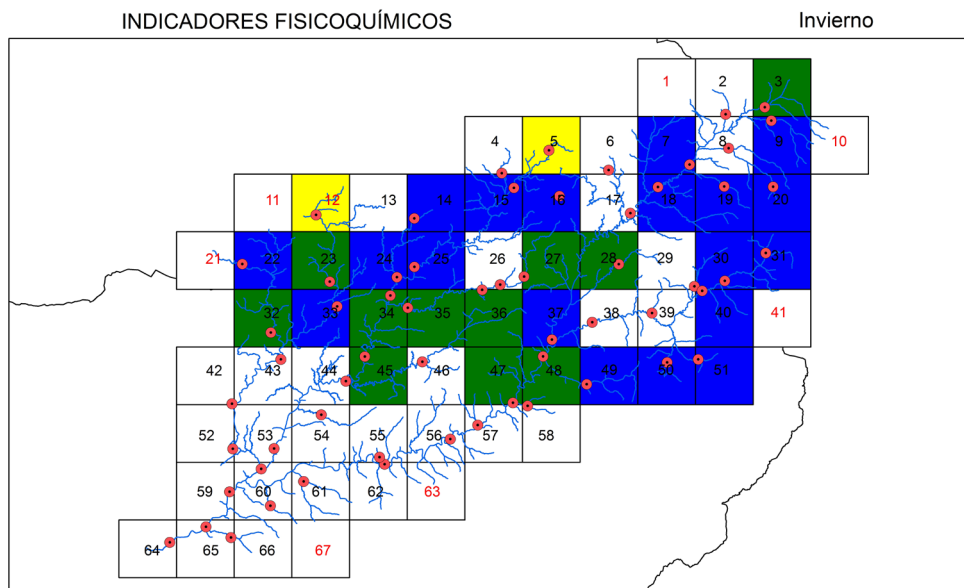 INDICADORES FISICOQUÍMICOS Invierno
1 2 3
4 5 6 7 8 9 10
11 12 13 14 15 16 17 18 19 20
21 22 23 24 25 26 27 28 29 30 31
32 33 34 35 36 37 38 39 40 41
42 43 44 45 46 47 48 49 50 51
52 53 54 55 56 57 58
59 60 61 62 63
64 65 66 67